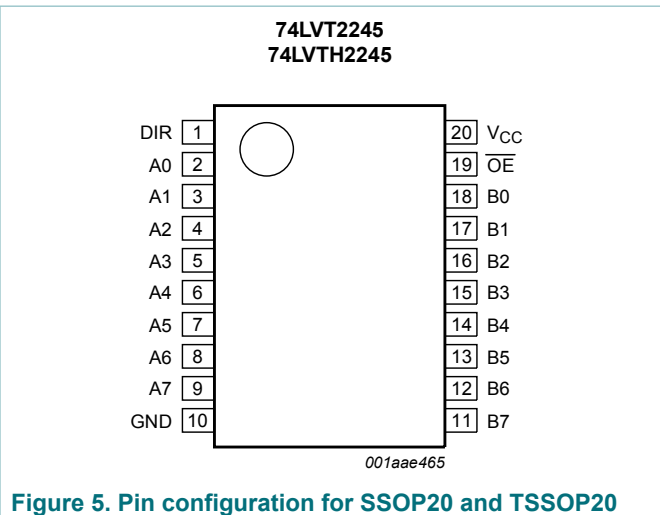 74LVT2245
74LVTH2245
DIR 1 20 VCC
A0 2 19 O̅E̅
A1 3 18 B0
A2 4 17 B1
A3 5 16 B2
A4 6 15 B3
A5 7 14 B4
A6 8 13 B5
A7 9 12 B6
GND 10 11 B7
001aae465
Figure 5. Pin configuration for SSOP20 and TSSOP20